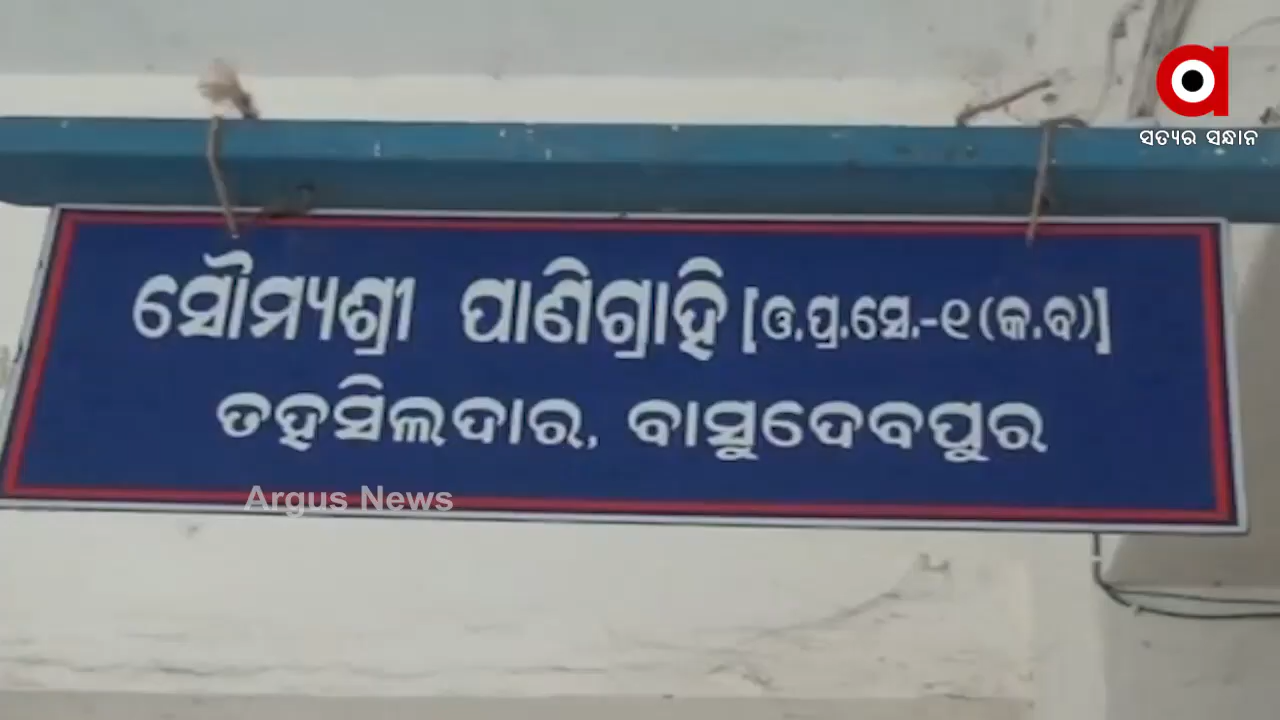 ସତ୍ୟର ସନ୍ଧାନ
ସୌମ୍ୟଶ୍ରୀ ପାଣିଗ୍ରାହି [ଓ.ପ୍ର.ସେ.-୧ (କ.ବ)]
ତହସିଲଦାର, ବାସୁଦେବପୁର
Argus News